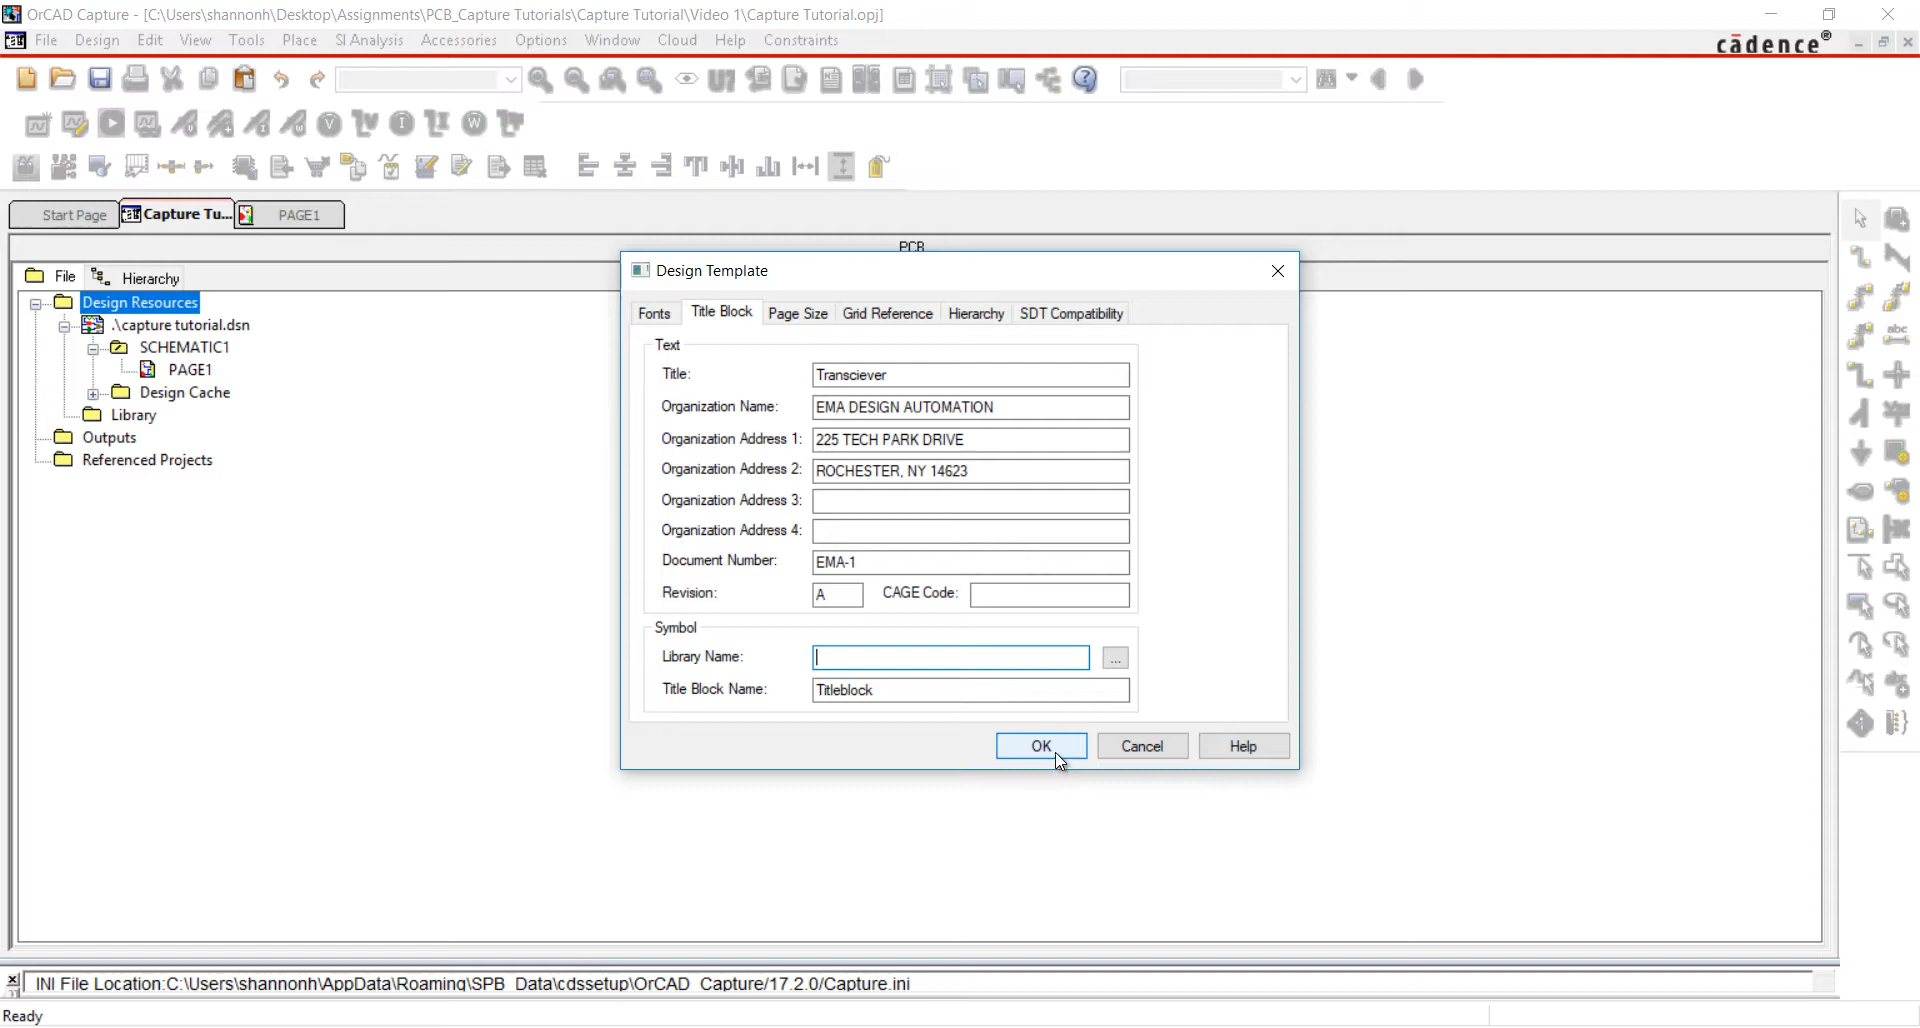 OrCAD Capture - [C:\Users\shannonh\Desktop\Assignments\PCB_Capture Tutorials\Capture Tutorial\Video 1\Capture Tutorial.opj]
File Design Edit View Tools Place SI Analysis Accessories Options Window Cloud Help Constraints
cādence®
Start Page Capture Tu... PAGE1
PCB
File Hierarchy
Design Resources
.\capture tutorial.dsn
SCHEMATIC1
PAGE1
Design Cache
Library
Outputs
Referenced Projects
Design Template
Fonts Title Block Page Size Grid Reference Hierarchy SDT Compatibility
Text
Title: Transciever
Organization Name: EMA DESIGN AUTOMATION
Organization Address 1: 225 TECH PARK DRIVE
Organization Address 2: ROCHESTER, NY 14623
Organization Address 3:
Organization Address 4:
Document Number: EMA-1
Revision: A CAGE Code:
Symbol
Library Name: ...
Title Block Name: Titleblock
OK Cancel Help
INI File Location:C:\Users\shannonh\AppData\Roaming\SPB_Data\cdssetup\OrCAD_Capture/17.2.0/Capture.ini
Ready